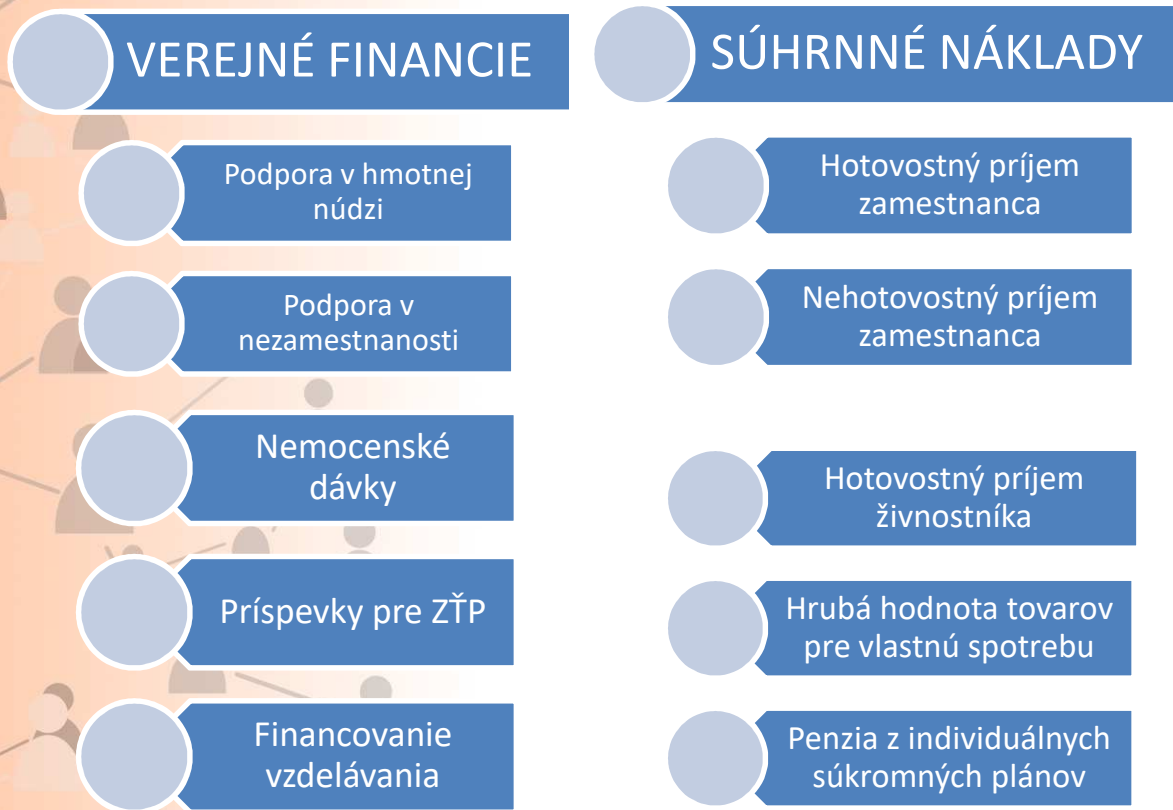 VEREJNÉ FINANCIE
Podpora v hmotnej
núdzi
Podpora v
nezamestnanosti
Nemocenské
dávky
Príspevky pre ZŤP
Financovanie
vzdelávania
SÚHRNNÉ NÁKLADY
Hotovostný príjem
zamestnanca
Nehotovostný príjem
zamestnanca
Hotovostný príjem
živnostníka
Hrubá hodnota tovarov
pre vlastnú spotrebu
Penzia z individuálnych
súkromných plánov